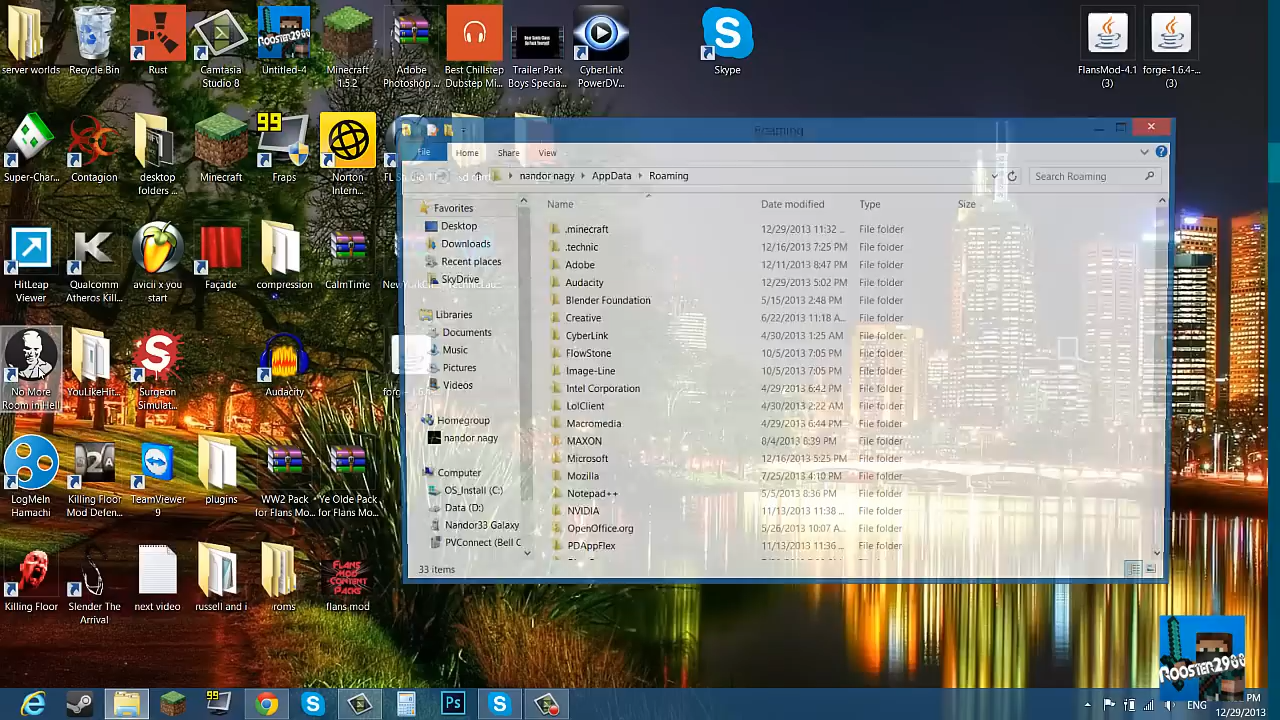 server worlds
Recycle Bin
Rust
Camtasia
Studio 8
ROOSTER2988
Untitled-4
Minecraft
1.5.2
Adobe
Photoshop ...
Best Chillstep
Dubstep Mi...
Trailer Park
Boys Specia...
CyberLink
PowerDV...
Skype
FlansMod-4.1
(3)
forge-1.6.4-...
(3)
Super-Char...
Contagion
desktop
folders ...
Minecraft
99
Fraps
Norton
Intern...
HitLeap
Viewer
Qualcomm
Atheros Kill...
avicii x you
start
Façade
compression
CalmTime
No More
Room in Hell
YouLikeHit...
Surgeon
Simulat...
Audacity
LogMeIn
Hamachi
Killing Floor
Mod Defen...
TeamViewer
9
plugins
WW2 Pack
for Flans Mo...
Ye Olde Pack
for Flans Mo...
Killing Floor
Slender The
Arrival
next video
russell and i
roms
FLANS
MOD
CONTENT
PACKS
flans mod
Roaming
File
Home
Share
View
nandor nagy
AppData
Roaming
Search Roaming
Favorites
Desktop
Downloads
Recent places
SkyDrive
Libraries
Documents
Music
Pictures
Videos
Homegroup
nandor nagy
Computer
OS_Install (C:)
Data (D:)
Nandor33 Galaxy
PVConnect (Bell C
Name Date modified Type Size
.minecraft 12/29/2013 11:32 ... File folder
.technic 12/16/2013 7:25 PM File folder
Adobe 12/11/2013 8:47 PM File folder
Audacity 12/29/2013 5:02 PM File folder
Blender Foundation 5/15/2013 2:48 PM File folder
Creative 6/22/2013 11:18 A... File folder
CyberLink 4/30/2013 1:25 AM File folder
FlowStone 10/5/2013 7:05 PM File folder
Image-Line 10/5/2013 7:05 PM File folder
Intel Corporation 4/29/2013 6:42 PM File folder
LolClient 4/30/2013 2:22 AM File folder
Macromedia 4/29/2013 6:44 PM File folder
MAXON 8/4/2013 8:39 PM File folder
Microsoft 12/16/2013 5:25 PM File folder
Mozilla 7/25/2013 4:10 PM File folder
Notepad++ 5/5/2013 8:36 PM File folder
NVIDIA 11/13/2013 11:38 ... File folder
OpenOffice.org 5/26/2013 10:07 A... File folder
PDAppFlex 11/13/2013 11:36 ... File folder
33 items
ROOSTER2988
99
Ps
ENG
PM
12/29/2013